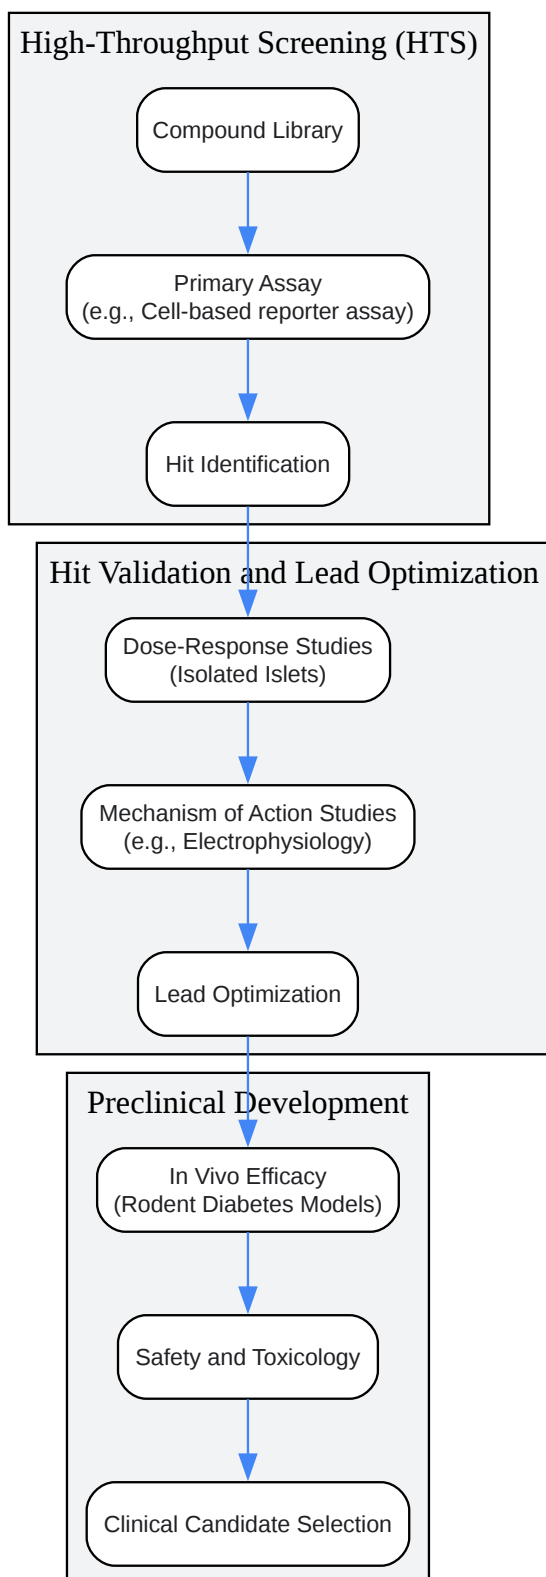 High-Throughput Screening (HTS)
Compound Library
Primary Assay
(e.g., Cell-based reporter assay)
Hit Identification
Hit Validation and Lead Optimization
Dose-Response Studies
(Isolated Islets)
Mechanism of Action Studies
(e.g., Electrophysiology)
Lead Optimization
Preclinical Development
In Vivo Efficacy
(Rodent Diabetes Models)
Safety and Toxicology
Clinical Candidate Selection